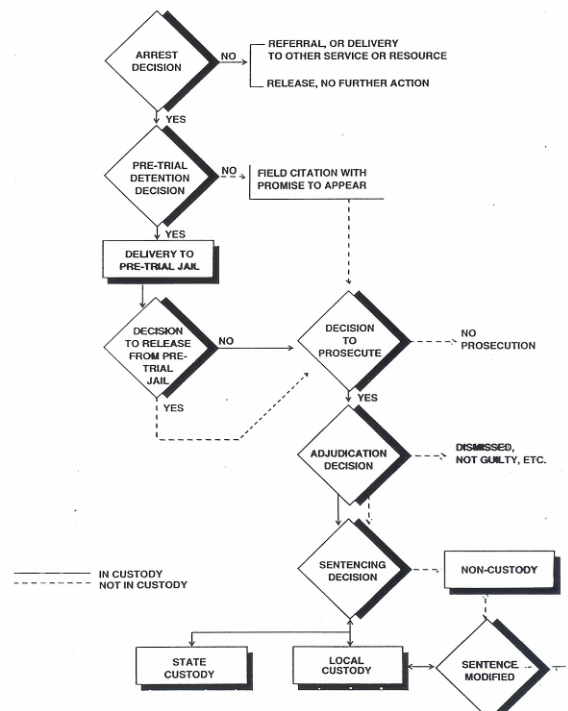 ARREST
DECISION
NO
REFERRAL, OR DELIVERY
TO OTHER SERVICE OR RESOURCE
RELEASE, NO FURTHER ACTION
YES
PRE-TRIAL
DETENTION
DECISION
NO
FIELD CITATION WITH
PROMISE TO APPEAR
YES
DELIVERY TO
PRE-TRIAL JAIL
DECISION
TO RELEASE
FROM PRE-
TRIAL
JAIL
NO
YES
DECISION
TO
PROSECUTE
NO
PROSECUTION
YES
ADJUDICATION
DECISION
DISMISSED,
NOT GUILTY, ETC.
SENTENCING
DECISION
NON-CUSTODY
IN CUSTODY
NOT IN CUSTODY
STATE
CUSTODY
LOCAL
CUSTODY
SENTENCE
MODIFIED